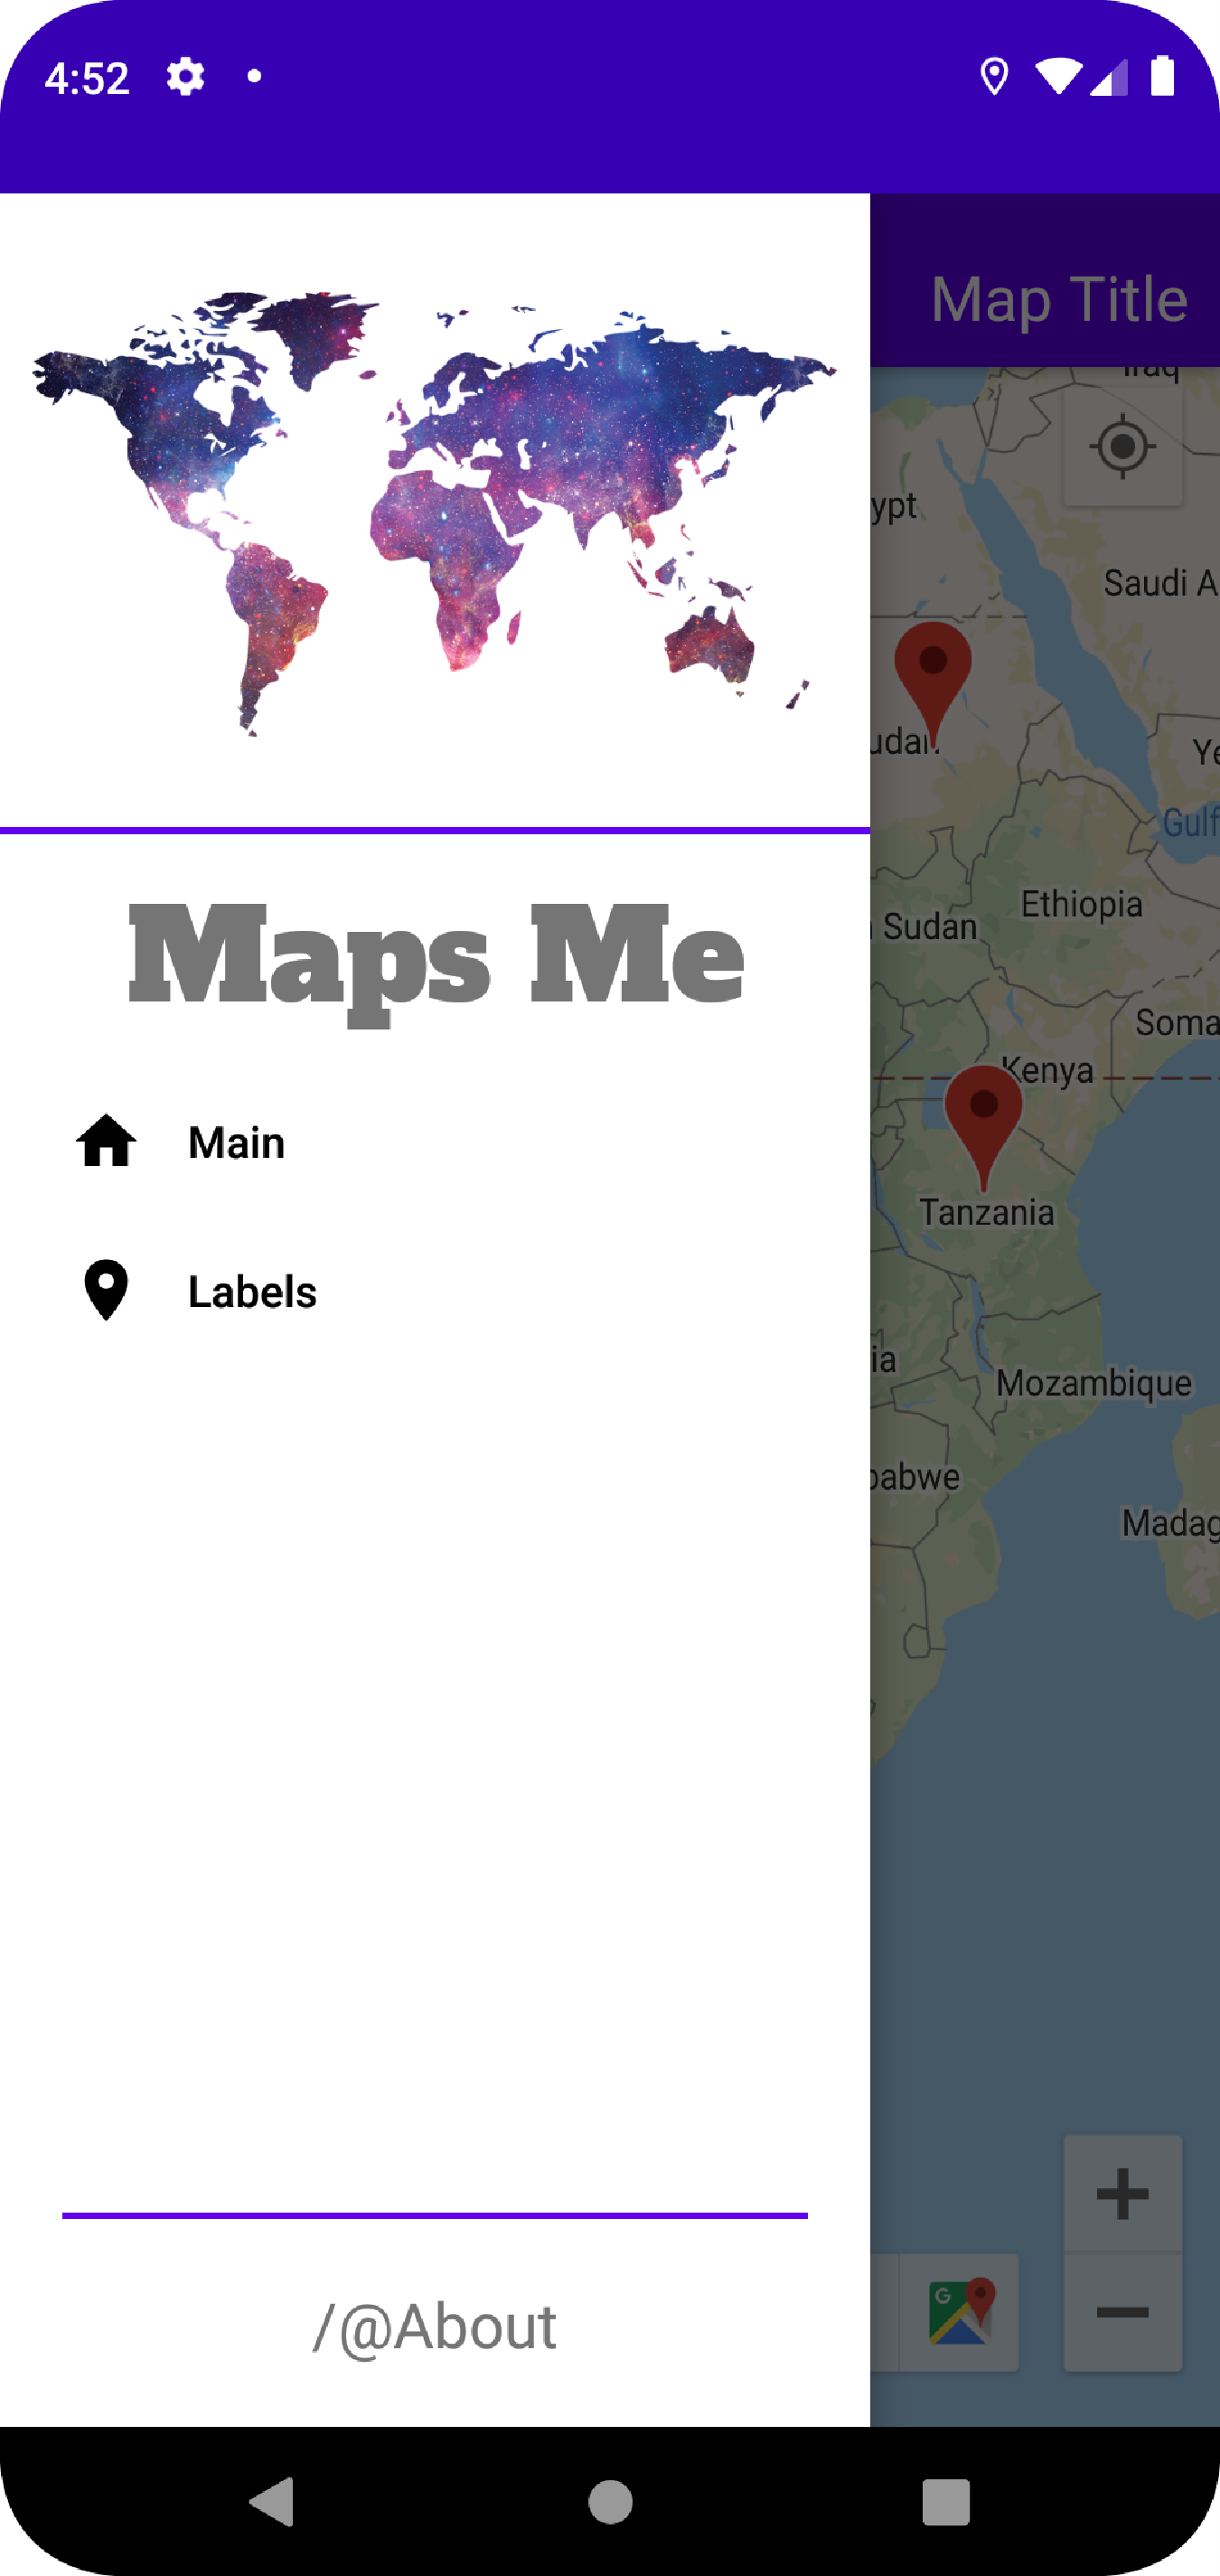 4:52
Map Title
Iraq
ypt
Saudi A
udan
Ye
Gulf
Ethiopia
Sudan
Maps Me
Soma
Kenya
Main
Tanzania
Labels
ia
Mozambique
babwe
Madag
/@About
G